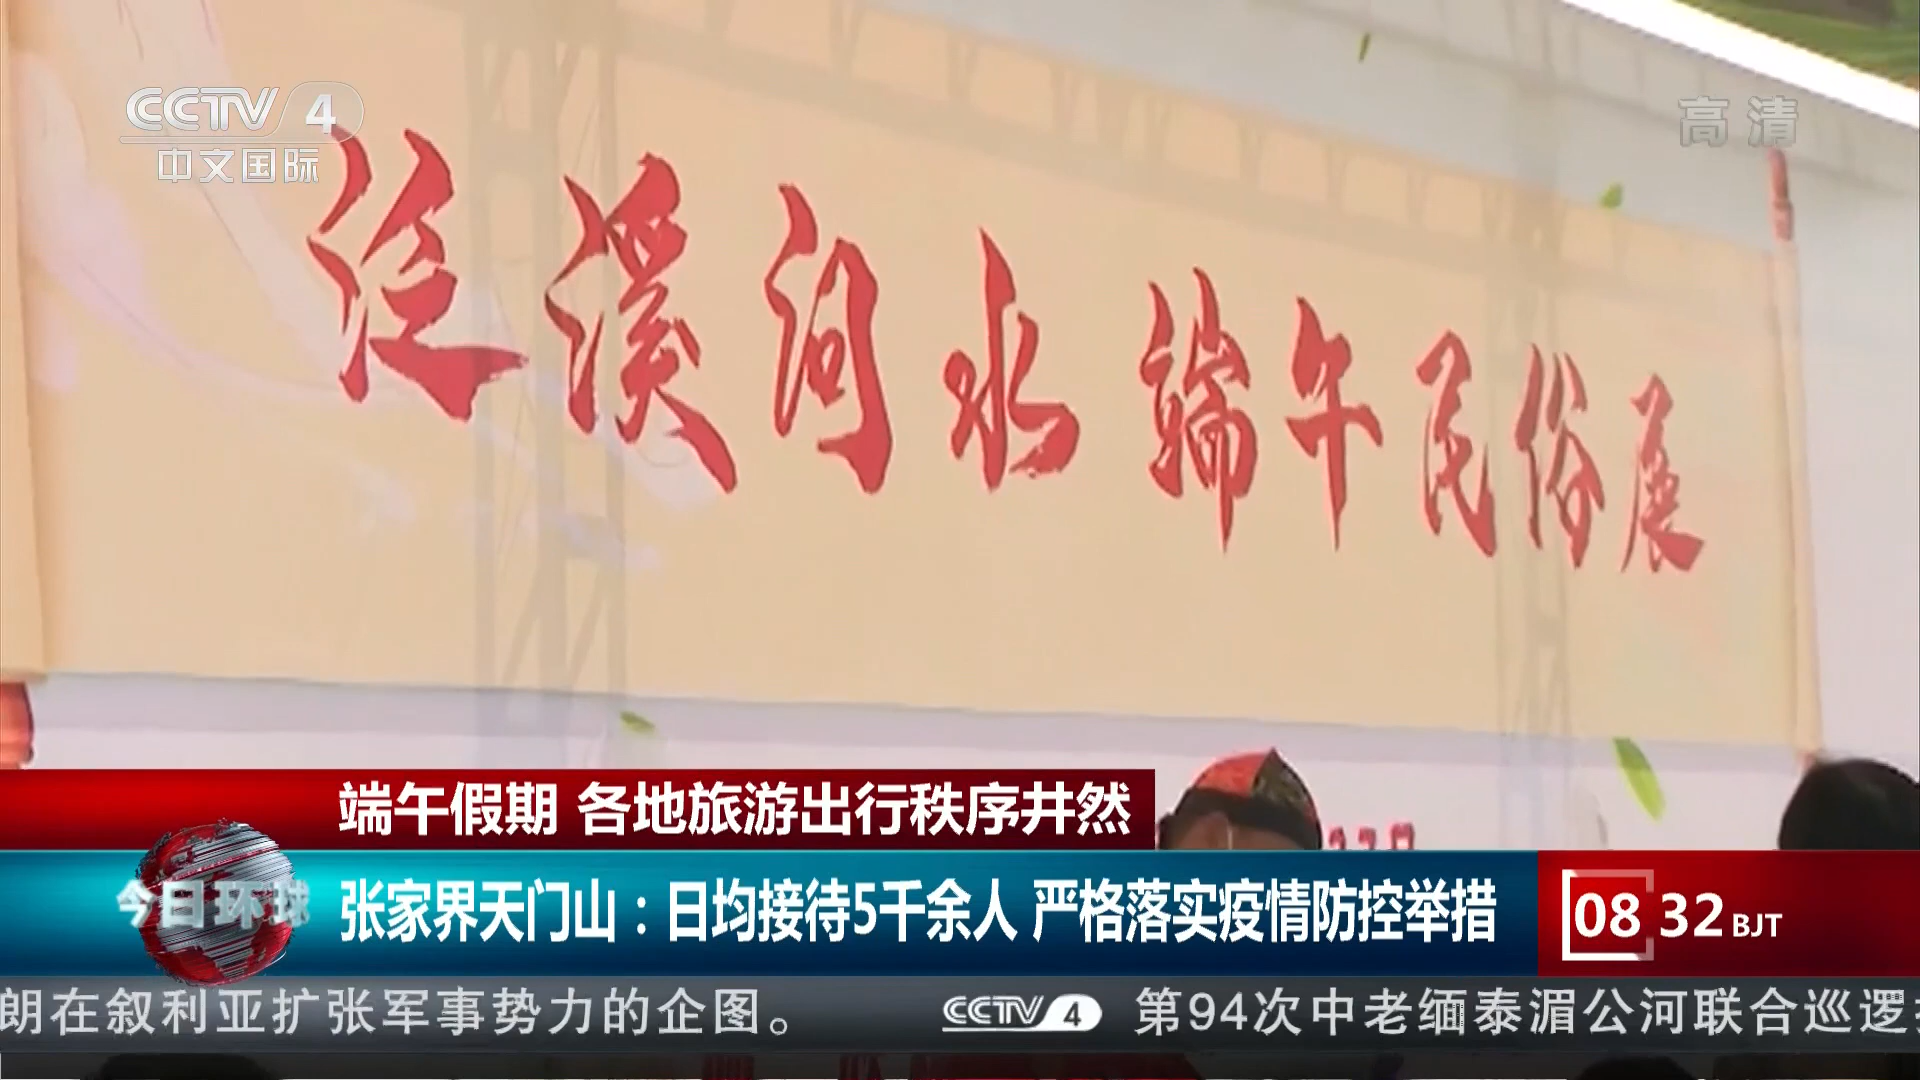 CCTV 4
中文国际
高清
泛溪河水 端午民俗展
端午假期 各地旅游出行秩序井然
今日环球
张家界天门山：日均接待5千余人 严格落实疫情防控举措
08 32 BJT
朗在叙利亚扩张军事势力的企图。
CCTV 4
第94次中老缅泰湄公河联合巡逻